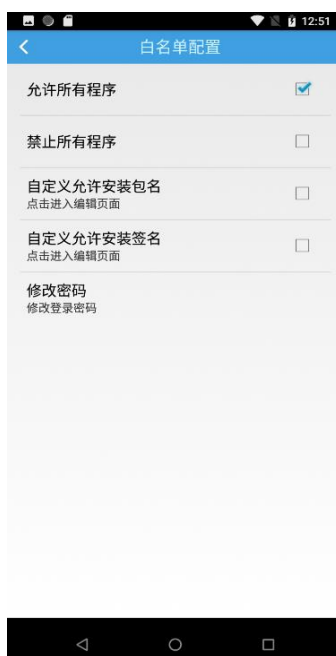 12:51
白名单配置
允许所有程序
禁止所有程序
自定义允许安装包名
点击进入编辑页面
自定义允许安装签名
点击进入编辑页面
修改密码
修改登录密码